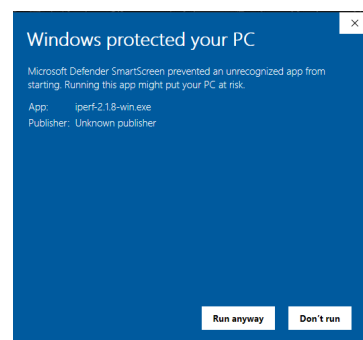 Windows protected your PC
Microsoft Defender SmartScreen prevented an unrecognized app from
starting. Running this app might put your PC at risk.
App: iperf-2.1.8-win.exe
Publisher: Unknown publisher
Run anyway Don't run